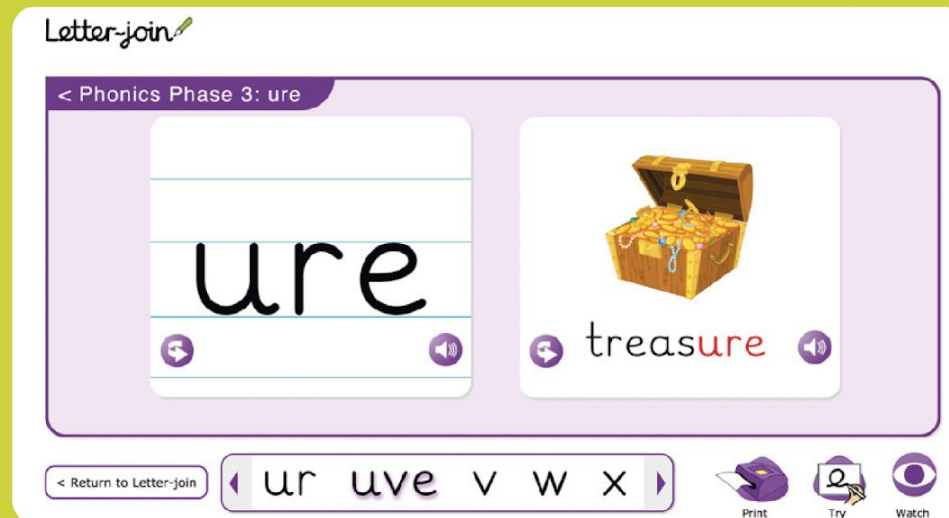 Letter-join
< Phonics Phase 3: ure
ure
treasure
< Return to Letter-join
ur uve v w x
Print Try Watch